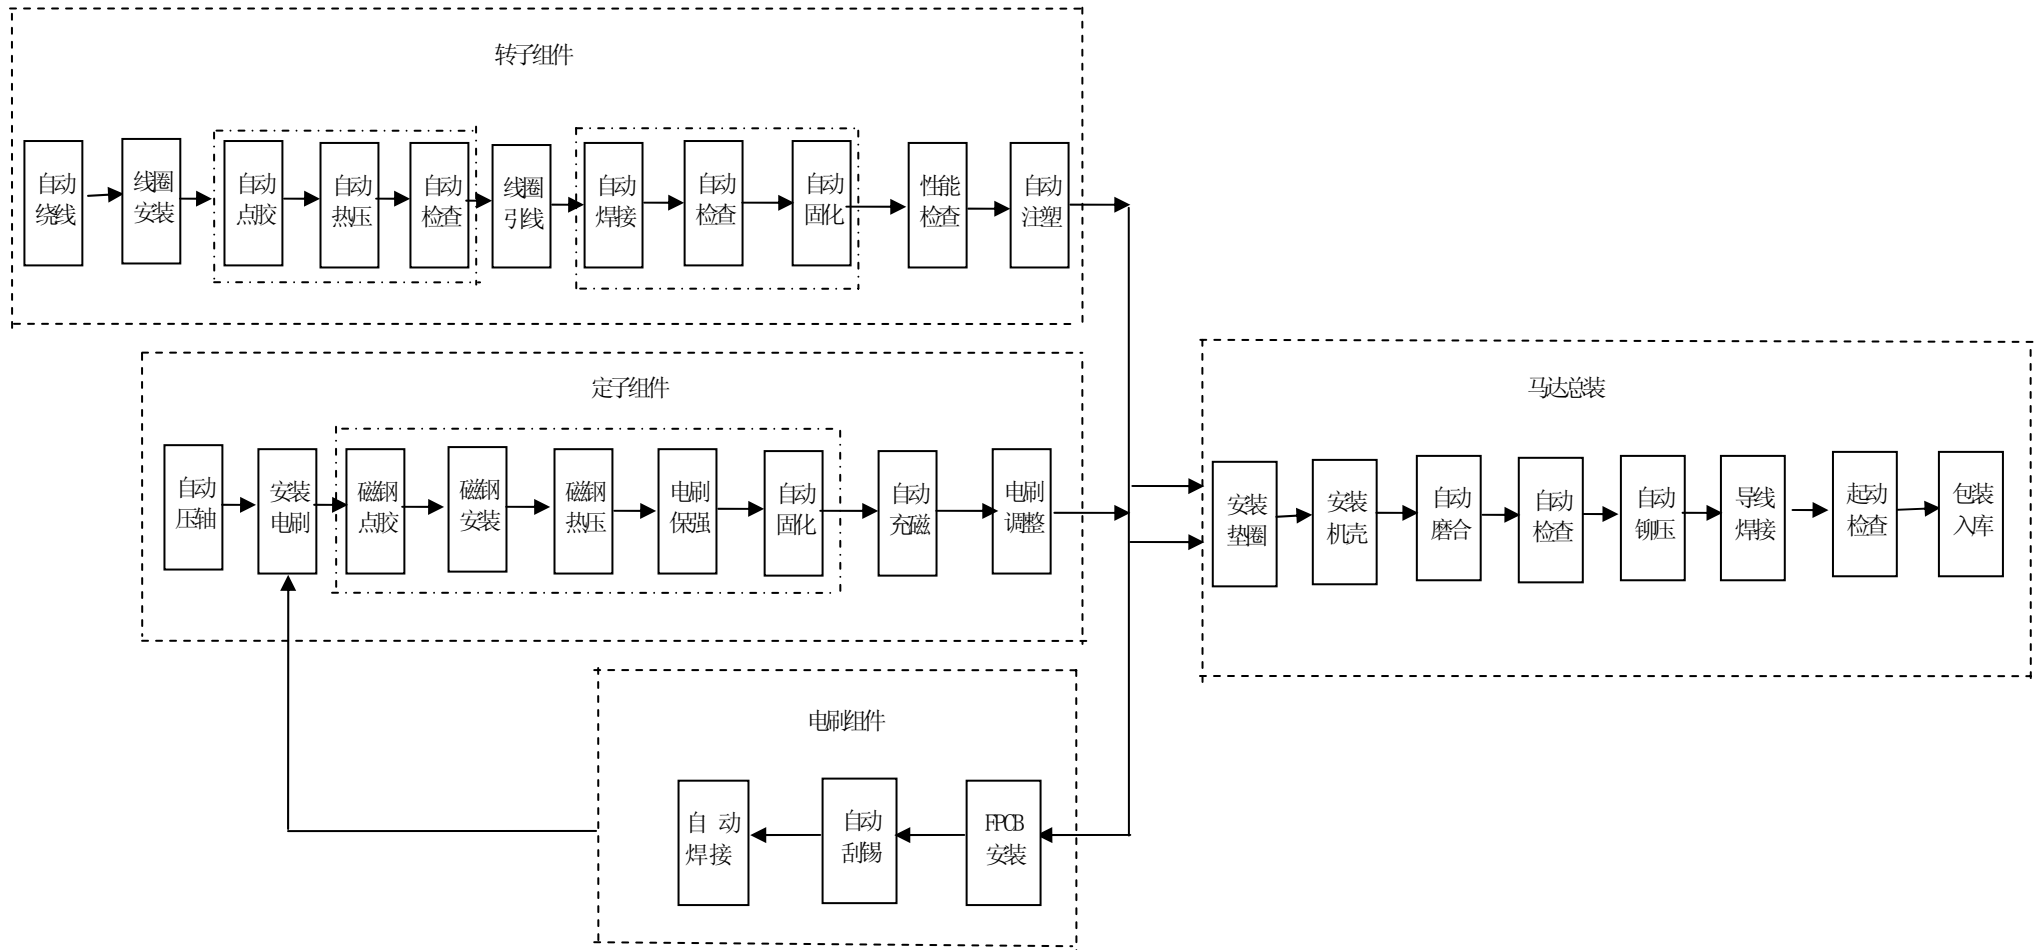 转子组件
自动
绕线
线圈
安装
自动
点胶
自动
热压
自动
检查
线圈
引线
自动
焊接
自动
检查
自动
固化
性能
检查
自动
注塑
定子组件
自动
压轴
安装
电刷
磁钢
点胶
磁钢
安装
磁钢
热压
电刷
保强
自动
固化
自动
充磁
电刷
调整
马达总装
安装
垫圈
安装
机壳
自动
磨合
自动
检查
自动
铆压
导线
焊接
起动
检查
包装
入库
电刷组件
自 动
焊接
自动
刮锡
FPCB
安装